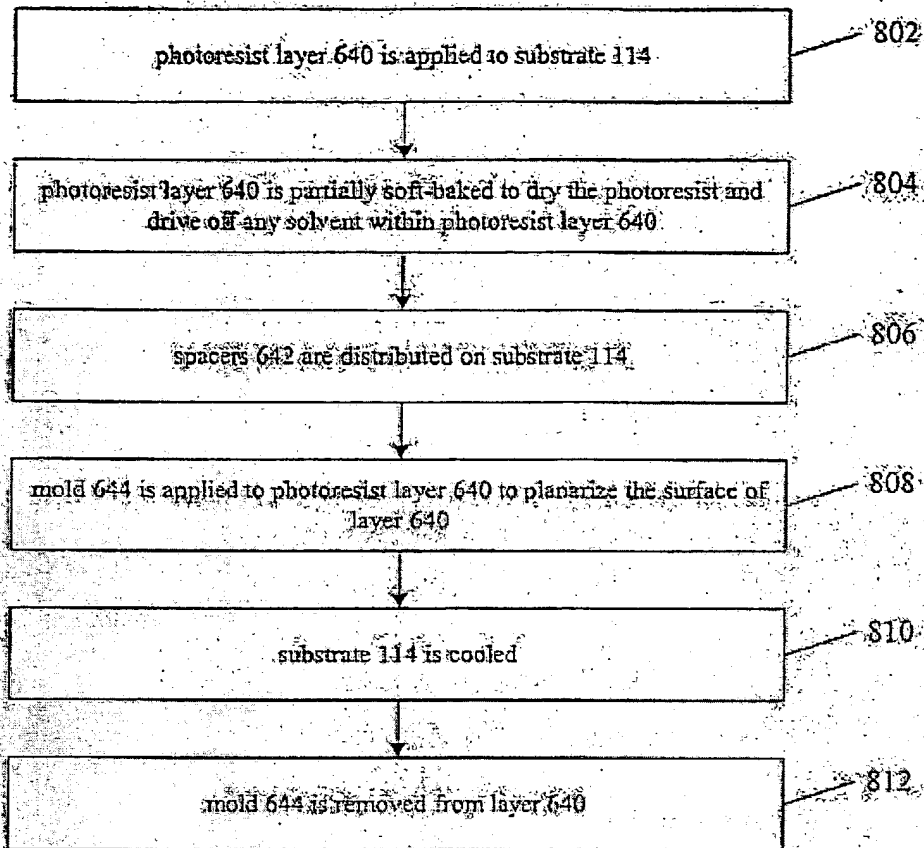 photoresist layer 640 is applied to substrate 114
802
photoresist layer 640 is partially soft-baked to dry the photoresist and
drive off any solvent within photoresist layer 640
804
spacers 642 are distributed on substrate 114
806
mold 644 is applied to photoresist layer 640 to planarize the surface of
layer 640
808
substrate 114 is cooled
810
mold 644 is removed from layer 640
812